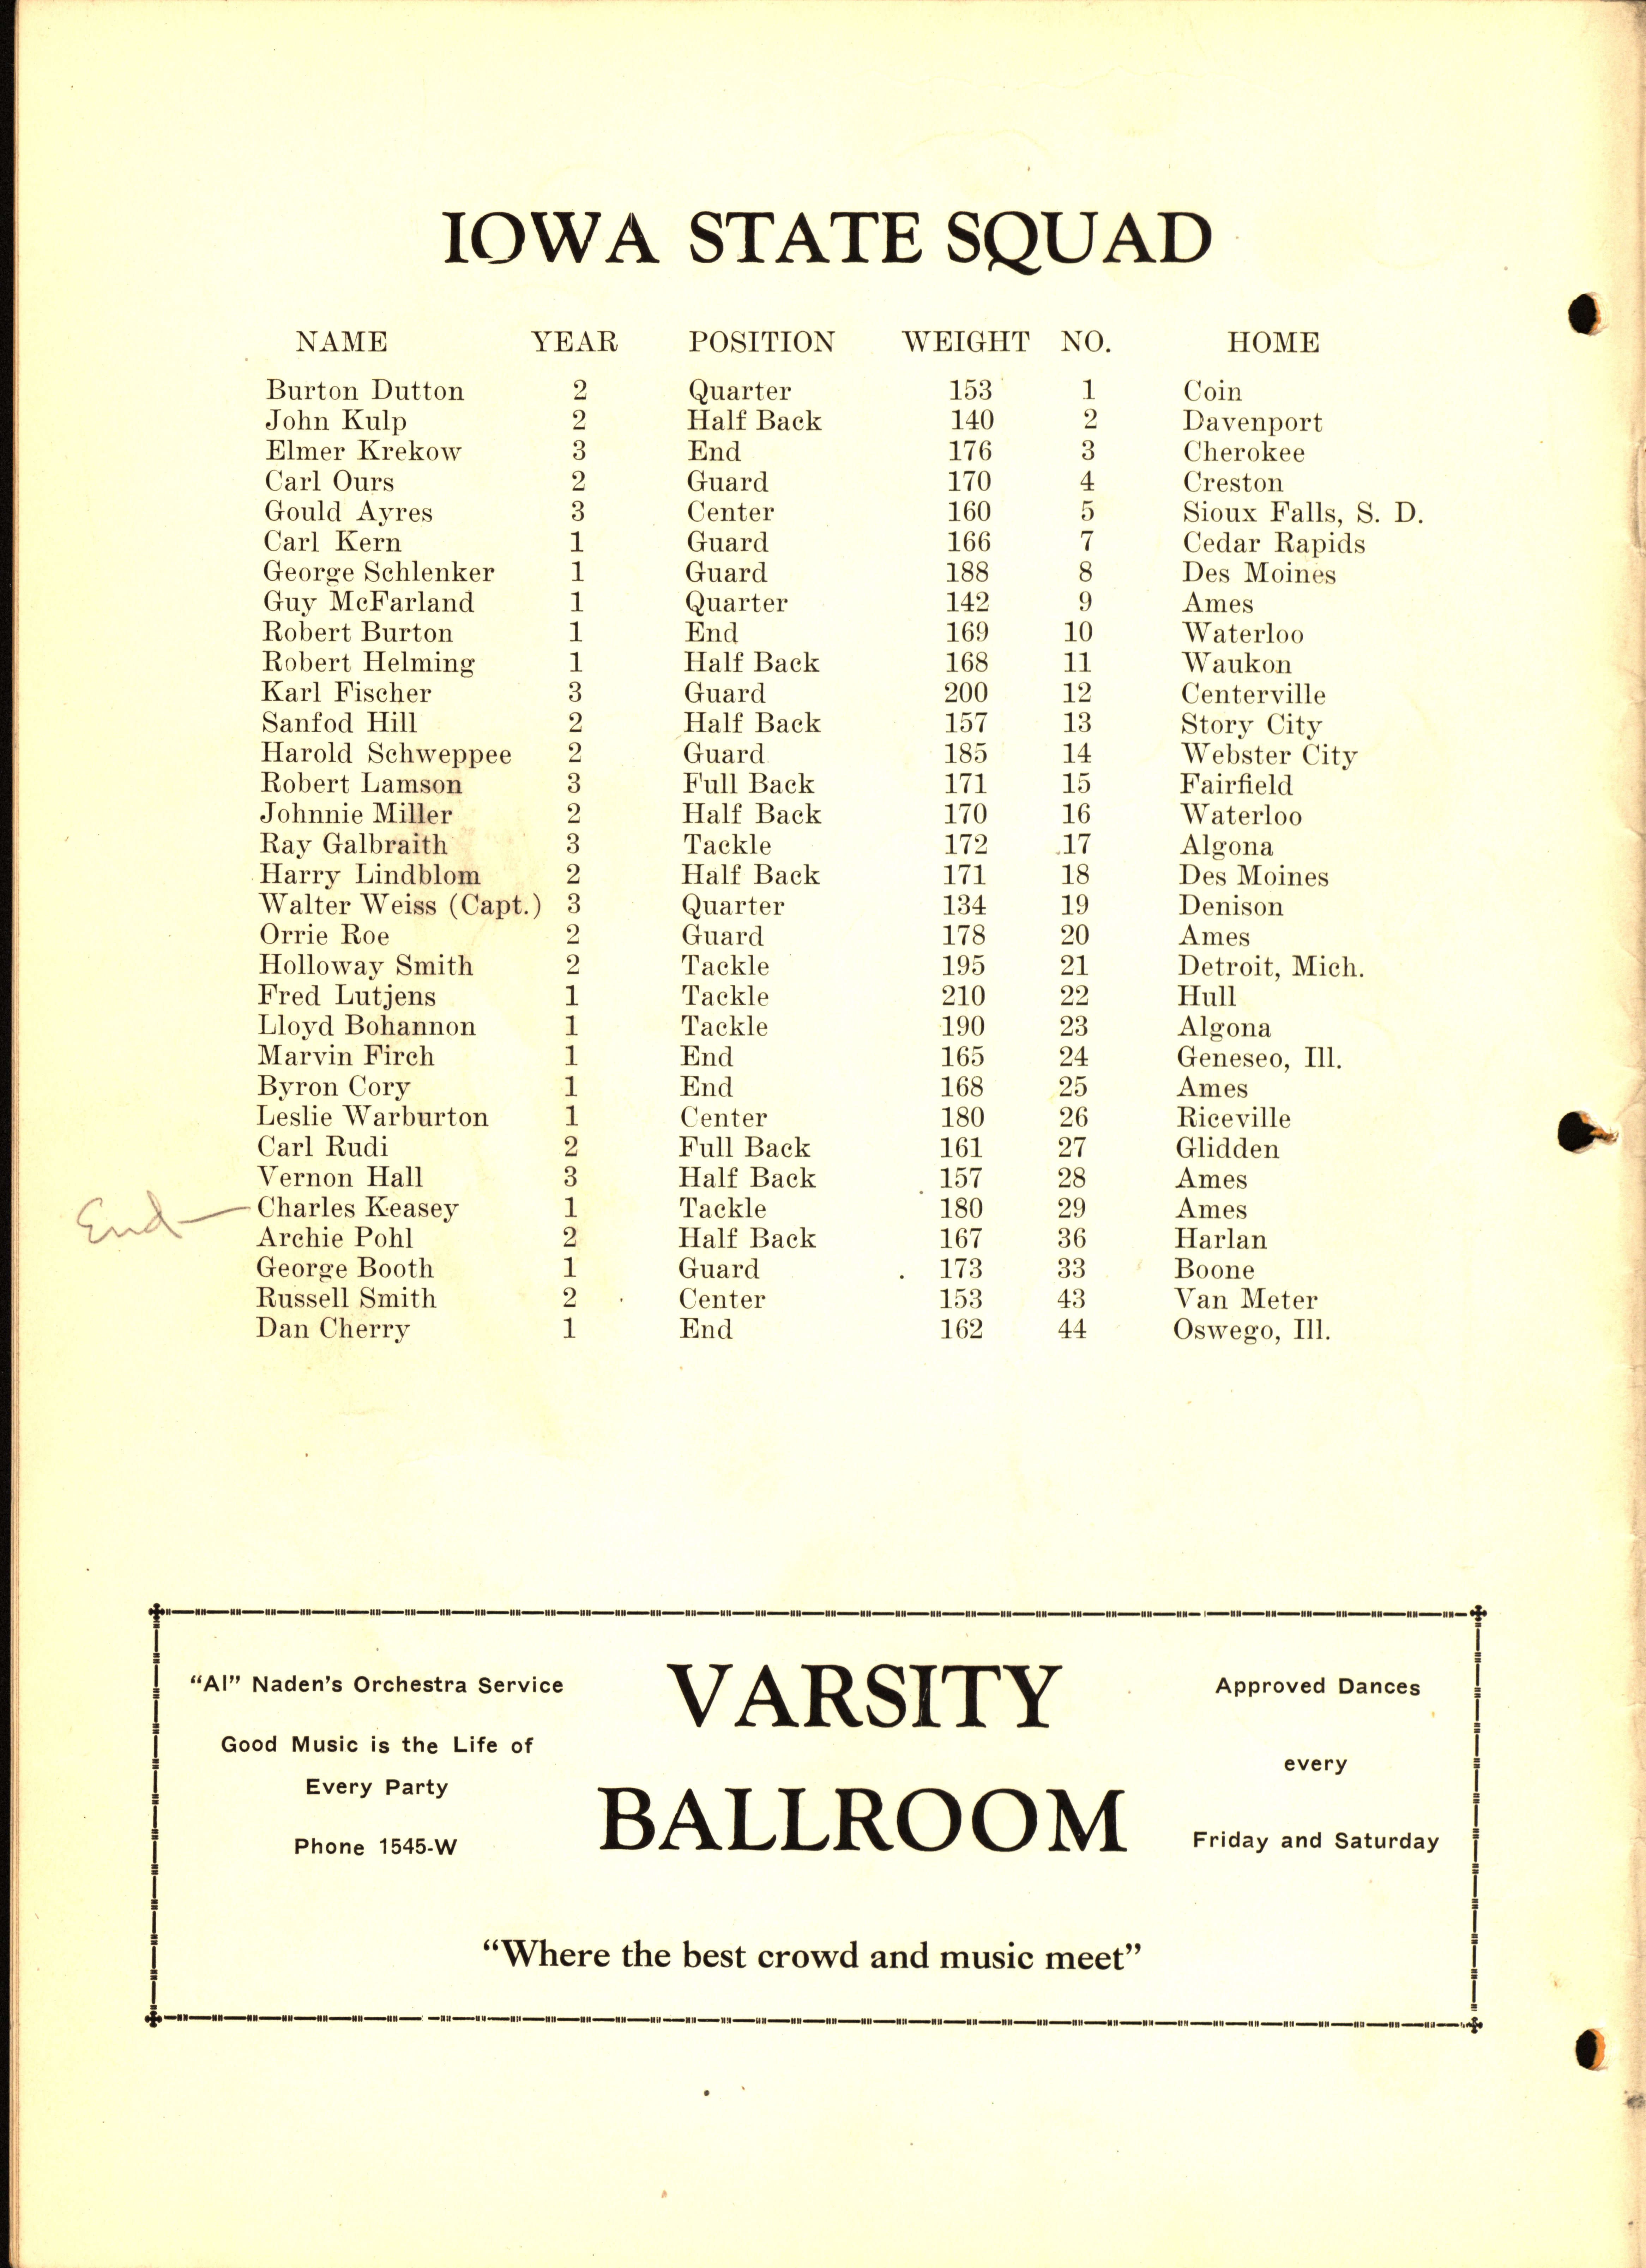 IOWA STATE SQUAD
NAME YEAR POSITION WEIGHT NO. HOME
Burton Dutton 2 Quarter 153 1 Coin
John Kulp 2 Half Back 140 2 Davenport
Elmer Krekow 3 End 176 3 Cherokee
Carl Ours 2 Guard 170 4 Creston
Gould Ayres 3 Center 160 5 Sioux Falls, S. D.
Carl Kern 1 Guard 166 7 Cedar Rapids
George Schlenker 1 Guard 188 8 Des Moines
Guy McFarland 1 Quarter 142 9 Ames
Robert Burton 1 End 169 10 Waterloo
Robert Helming 1 Half Back 168 11 Waukon
Karl Fischer 3 Guard 200 12 Centerville
Sanfod Hill 2 Half Back 157 13 Story City
Harold Schweppee 2 Guard 185 14 Webster City
Robert Lamson 3 Full Back 171 15 Fairfield
Johnnie Miller 2 Half Back 170 16 Waterloo
Ray Galbraith 3 Tackle 172 17 Algona
Harry Lindblom 2 Half Back 171 18 Des Moines
Walter Weiss (Capt.) 3 Quarter 134 19 Denison
Orrie Roe 2 Guard 178 20 Ames
Holloway Smith 2 Tackle 195 21 Detroit, Mich.
Fred Lutjens 1 Tackle 210 22 Hull
Lloyd Bohannon 1 Tackle 190 23 Algona
Marvin Firch 1 End 165 24 Geneseo, Ill.
Byron Cory 1 End 168 25 Ames
Leslie Warburton 1 Center 180 26 Riceville
Carl Rudi 2 Full Back 161 27 Glidden
Vernon Hall 3 Half Back 157 28 Ames
End — Charles Keasey 1 Tackle 180 29 Ames
Archie Pohl 2 Half Back 167 36 Harlan
George Booth 1 Guard 173 33 Boone
Russell Smith 2 Center 153 43 Van Meter
Dan Cherry 1 End 162 44 Oswego, Ill.
"Al" Naden's Orchestra Service
Good Music is the Life of
Every Party
Phone 1545-W
VARSITY
BALLROOM
Approved Dances
every
Friday and Saturday
"Where the best crowd and music meet"